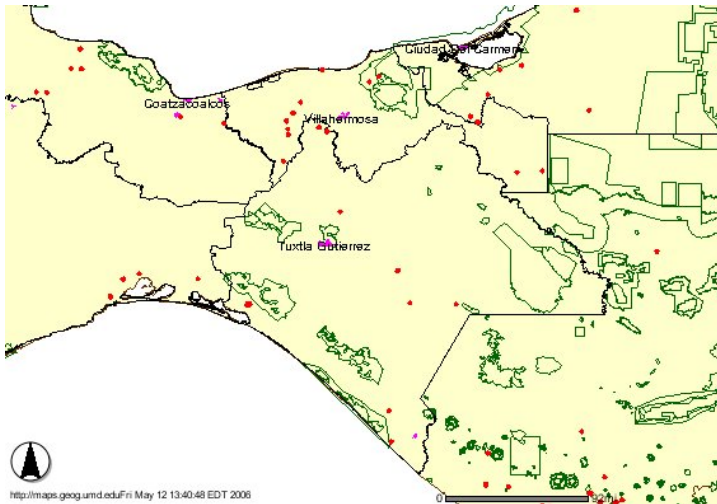 Ciudad Del Carmen
Coatzacoalcos
Villahermosa
Tuxtla Gutierrez
http://maps.geog.umd.eduFri May 12 13:40:48 EDT 2006
0 92mi